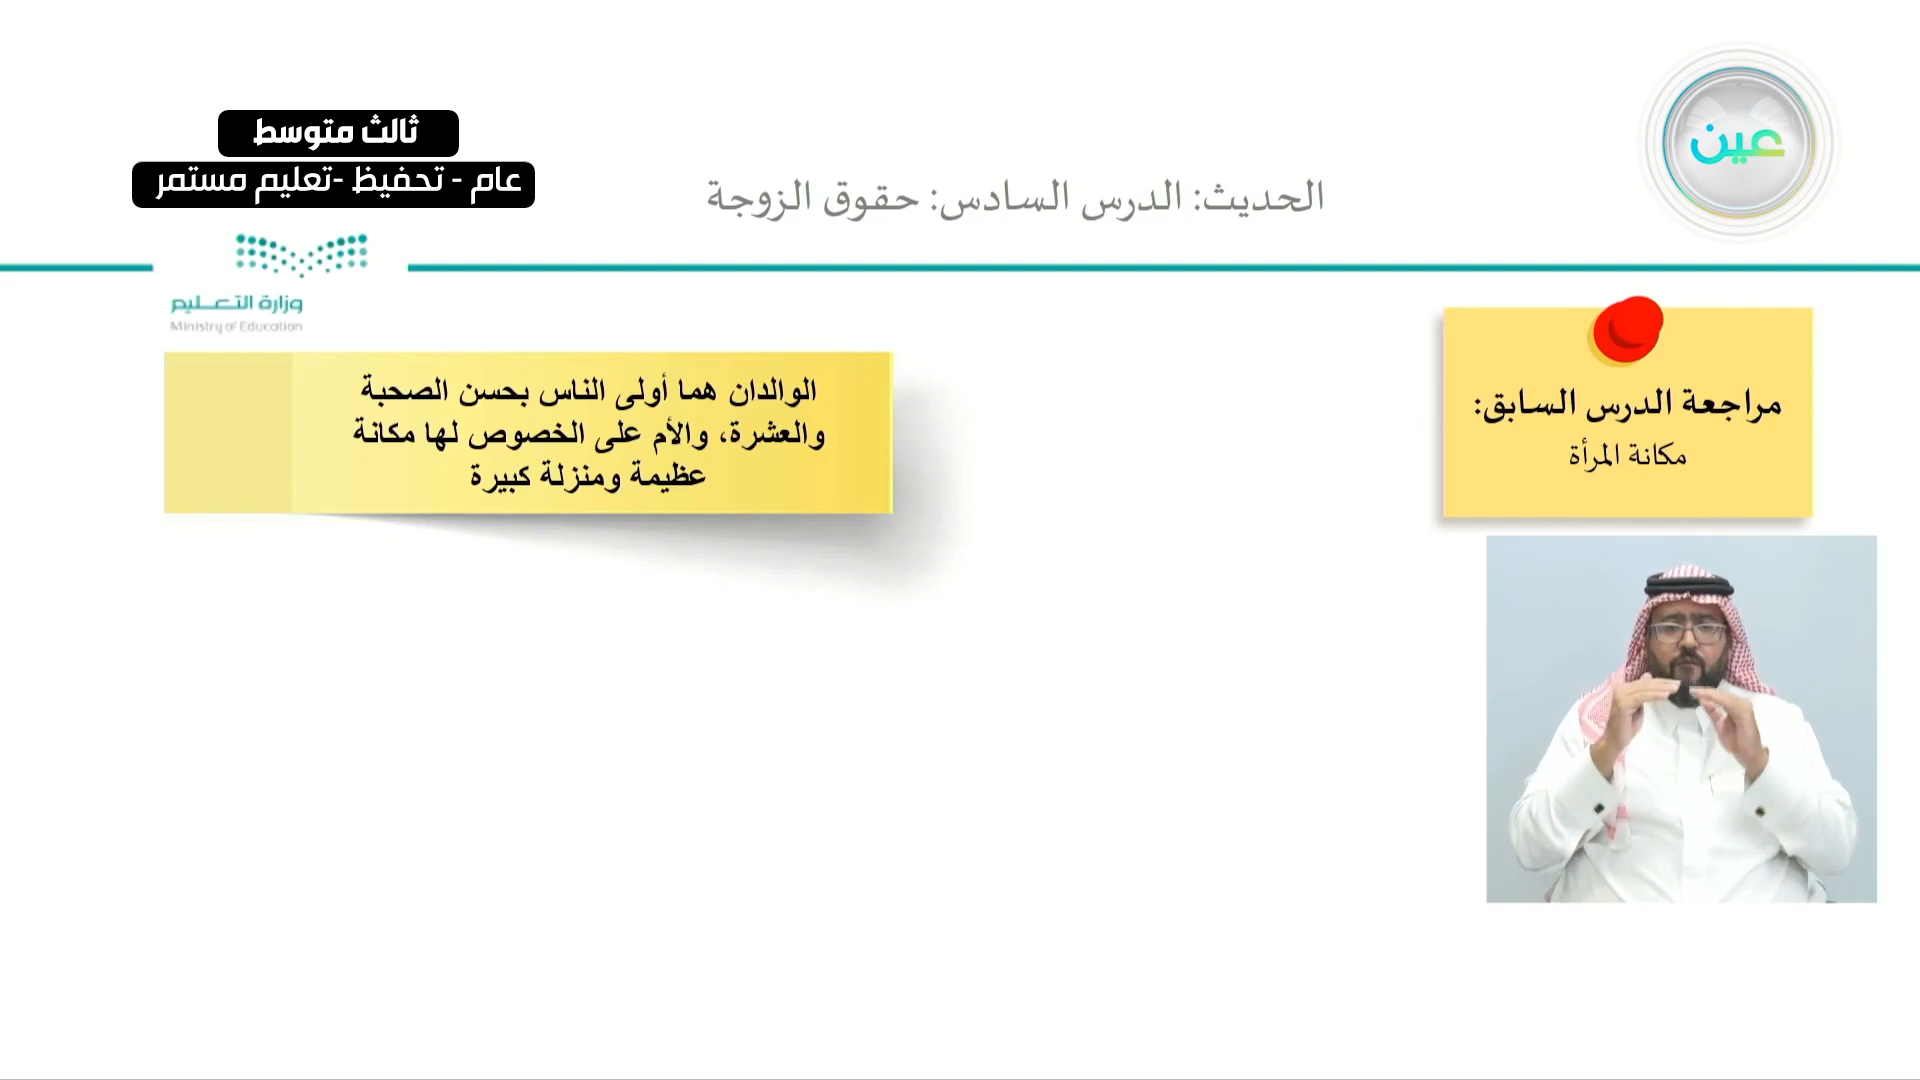 عين
ثالث متوسط
عام - تحفيظ -تعليم مستمر
الحديث: الدرس السادس: حقوق الزوجة
وزارة التعـــليم
Ministry of Education
مراجعة الدرس السابق:
مكانة المرأة
الوالدان هما أولى الناس بحسن الصحبة
والعشرة، والأم على الخصوص لها مكانة
عظيمة ومنزلة كبيرة